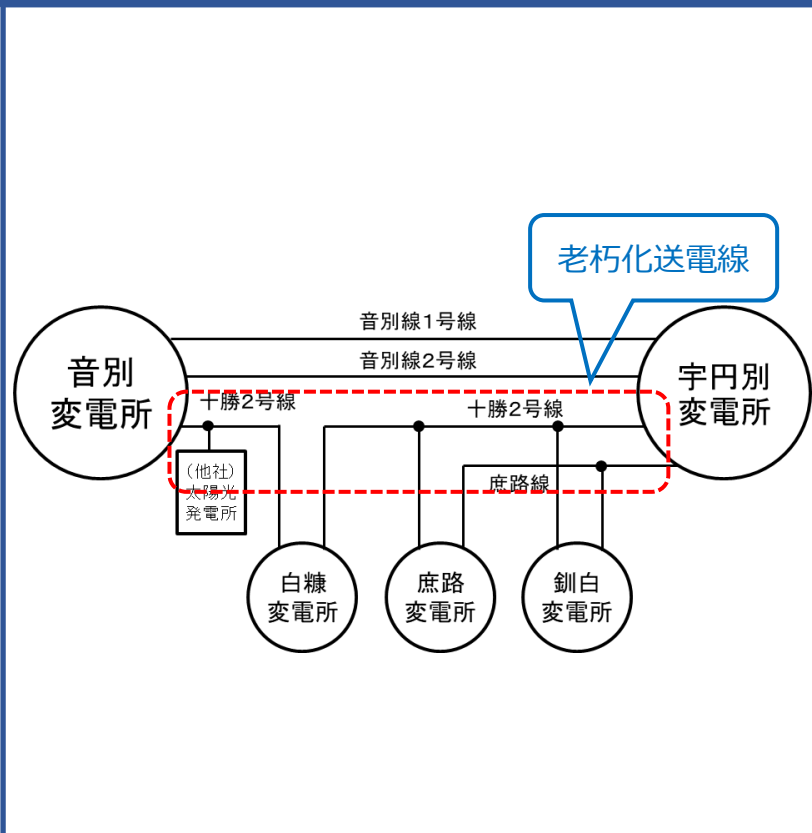 老朽化送電線
音別線1号線
音別線2号線
音別
変電所
宇円別
変電所
十勝2号線
十勝2号線
庶路線
（他社）
太陽光
発電所
白糠
変電所
庶路
変電所
釧白
変電所